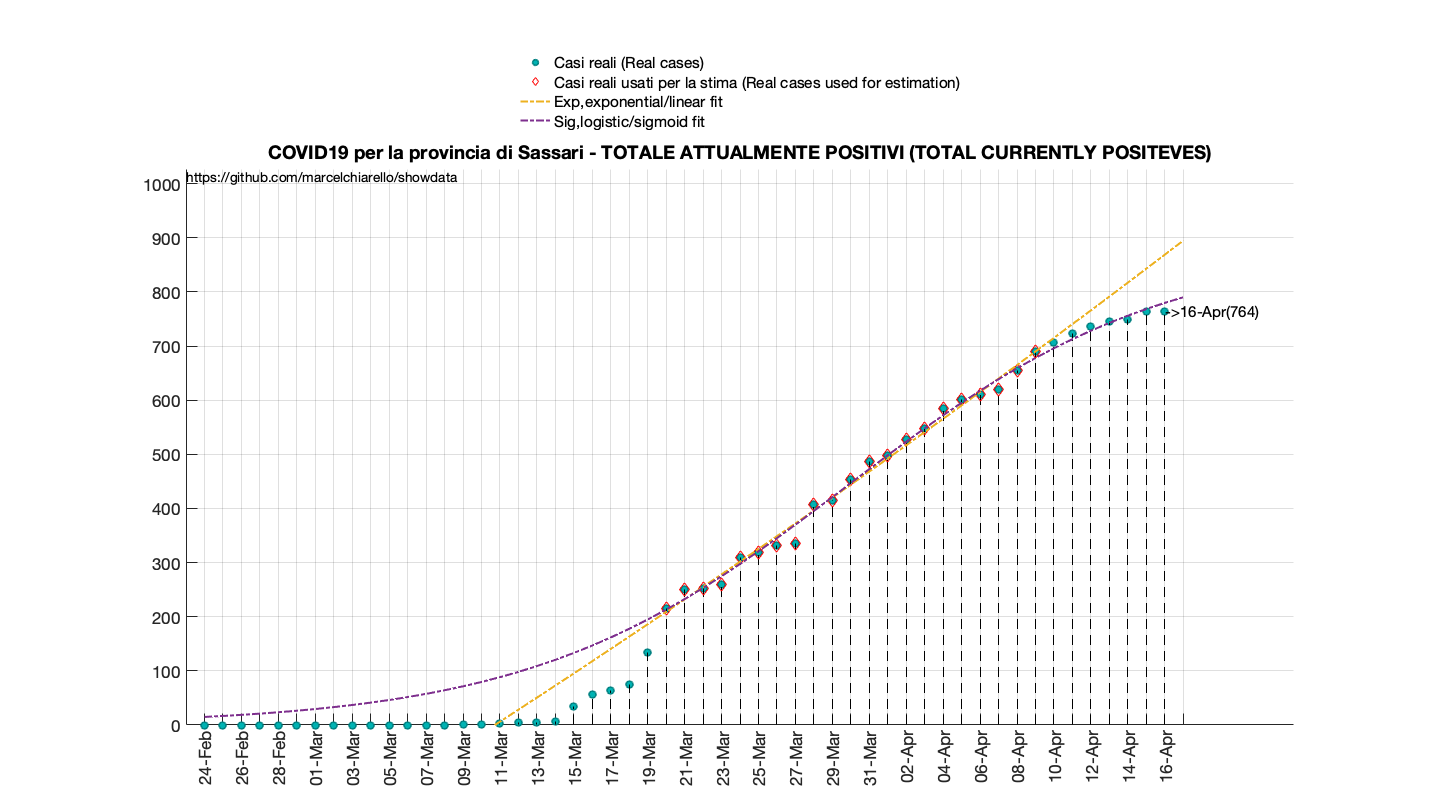 Casi reali (Real cases)
Casi reali usati per la stima (Real cases used for estimation)
Exp,exponential/linear fit
Sig,logistic/sigmoid fit
COVID19 per la provincia di Sassari - TOTALE ATTUALMENTE POSITIVI (TOTAL CURRENTLY POSITEVES)
https://github.com/marcelchiarello/showdata
1000
900
800
700
600
500
400
300
200
100
0
->16-Apr(764)
24-Feb
26-Feb
28-Feb
01-Mar
03-Mar
05-Mar
07-Mar
09-Mar
11-Mar
13-Mar
15-Mar
17-Mar
19-Mar
21-Mar
23-Mar
25-Mar
27-Mar
29-Mar
31-Mar
02-Apr
04-Apr
06-Apr
08-Apr
10-Apr
12-Apr
14-Apr
16-Apr